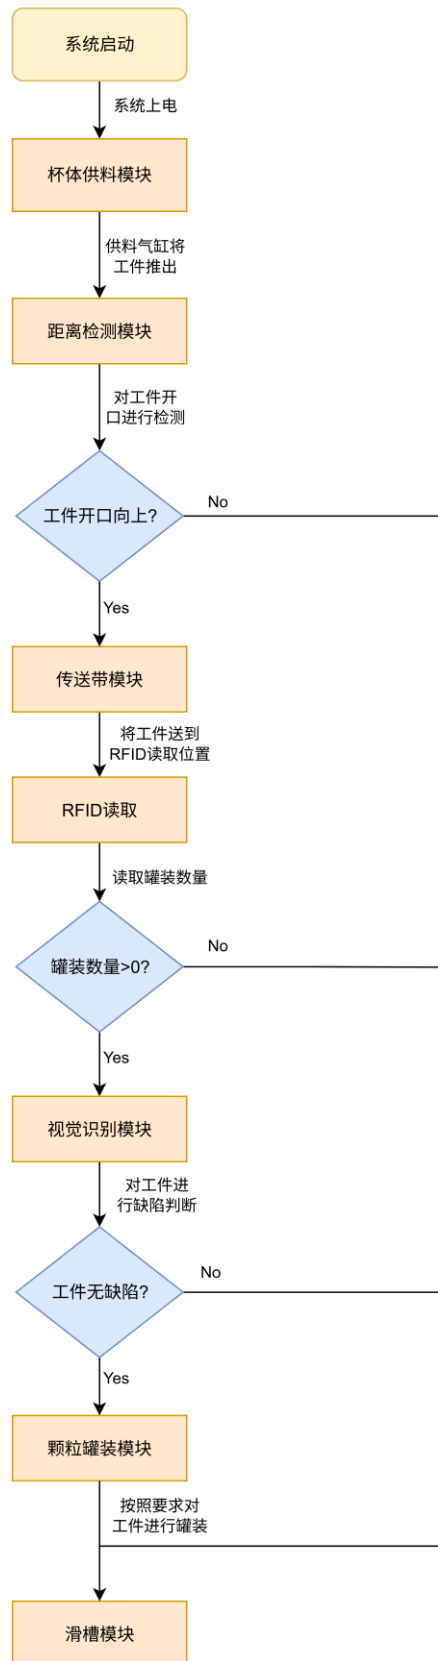 系统启动
系统上电
杯体供料模块
供料气缸将
工件推出
距离检测模块
对工件开
口进行检测
工件开口向上?
No
Yes
传送带模块
将工件送到
RFID读取位置
RFID读取
读取罐装数量
罐装数量>0?
No
Yes
视觉识别模块
对工件进
行缺陷判断
工件无缺陷?
No
Yes
颗粒罐装模块
按照要求对
工件进行罐装
滑槽模块